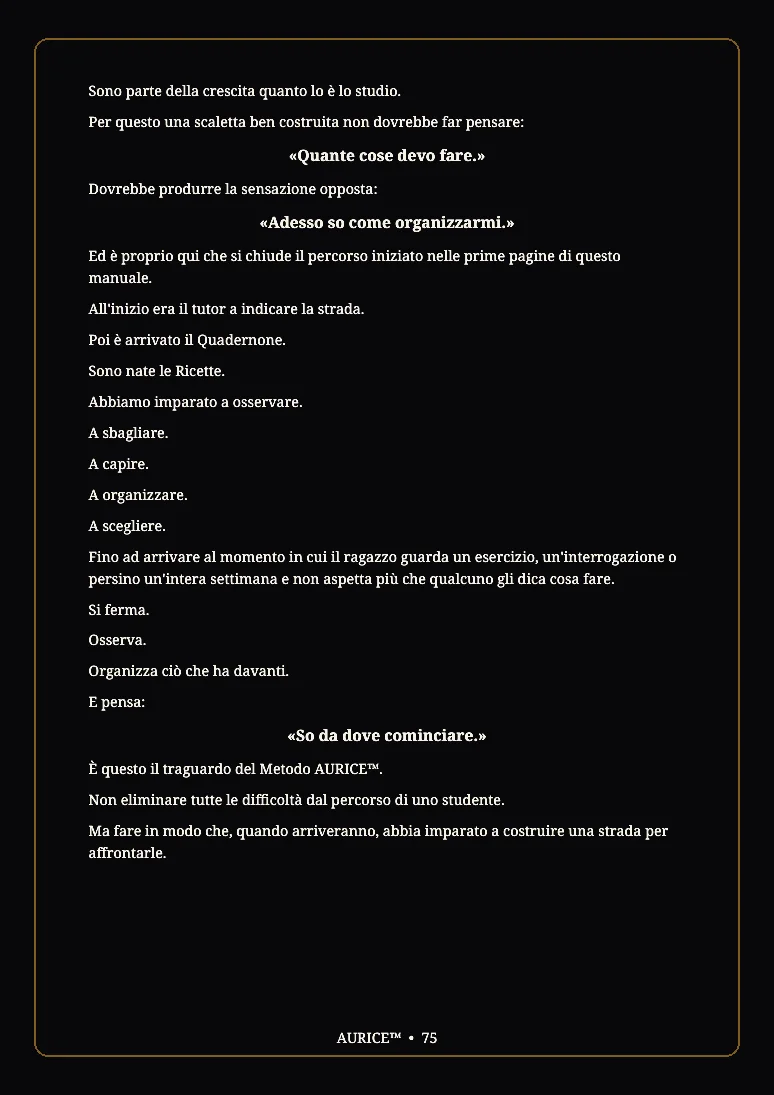 Sono parte della crescita quanto lo è lo studio.
Per questo una scaletta ben costruita non dovrebbe far pensare:
«Quante cose devo fare.»
Dovrebbe produrre la sensazione opposta:
«Adesso so come organizzarmi.»
Ed è proprio qui che si chiude il percorso iniziato nelle prime pagine di questo
manuale.
All'inizio era il tutor a indicare la strada.
Poi è arrivato il Quadernone.
Sono nate le Ricette.
Abbiamo imparato a osservare.
A sbagliare.
A capire.
A organizzare.
A scegliere.
Fino ad arrivare al momento in cui il ragazzo guarda un esercizio, un'interrogazione o
persino un'intera settimana e non aspetta più che qualcuno gli dica cosa fare.
Si ferma.
Osserva.
Organizza ciò che ha davanti.
E pensa:
«So da dove cominciare.»
È questo il traguardo del Metodo AURICE™.
Non eliminare tutte le difficoltà dal percorso di uno studente.
Ma fare in modo che, quando arriveranno, abbia imparato a costruire una strada per
affrontarle.
AURICE™ • 75